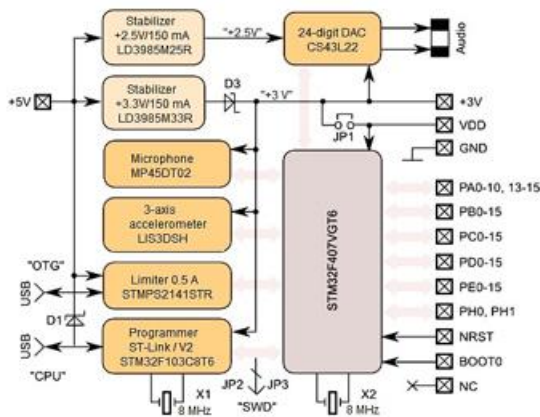 Stabilizer
+2.5V/150 mA
LD3985M25R
"+2.5V"
24-digit DAC
CS43L22
Audio
+5V
Stabilizer
+3.3V/150 mA
LD3985M33R
D3
"+3 V"
+3V
JP1
VDD
GND
Microphone
MP45DT02
3-axis
accelerometer
LIS3DSH
STM32F407VGT6
PA0-10, 13-15
PB0-15
PC0-15
PD0-15
PE0-15
PH0, PH1
"OTG"
USB
Limiter 0.5 A
STMPS2141STR
D1
USB
Programmer
ST-Link / V2
STM32F103C8T6
NRST
BOOT0
NC
"CPU"
X1
8 MHz
JP2
JP3
"SWD"
X2
8 MHz